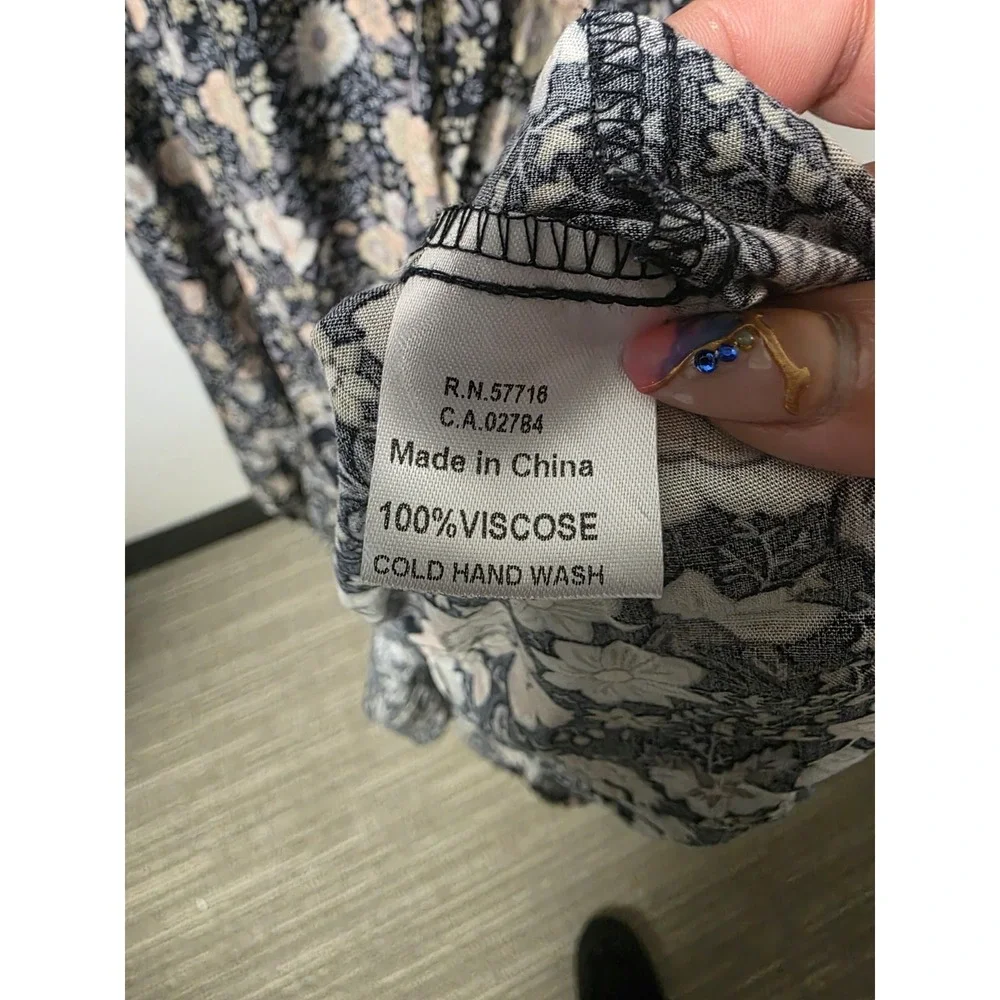 R.N.57716
C.A.02784
Made in China
100%VISCOSE
COLD HAND WASH